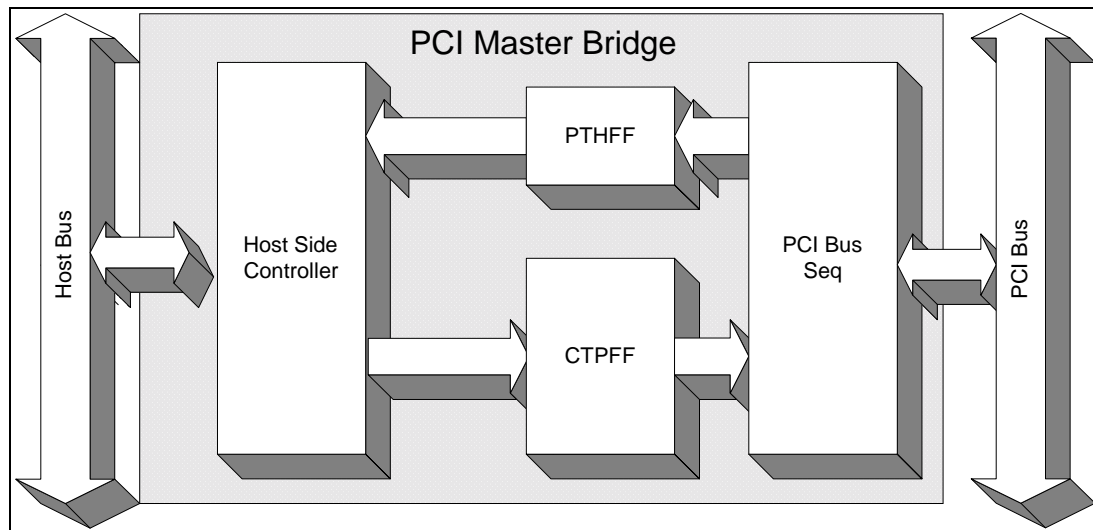 PCI Master Bridge
Host Bus
Host Side
Controller
PTHFF
CTPFF
PCI Bus
Seq
PCI Bus